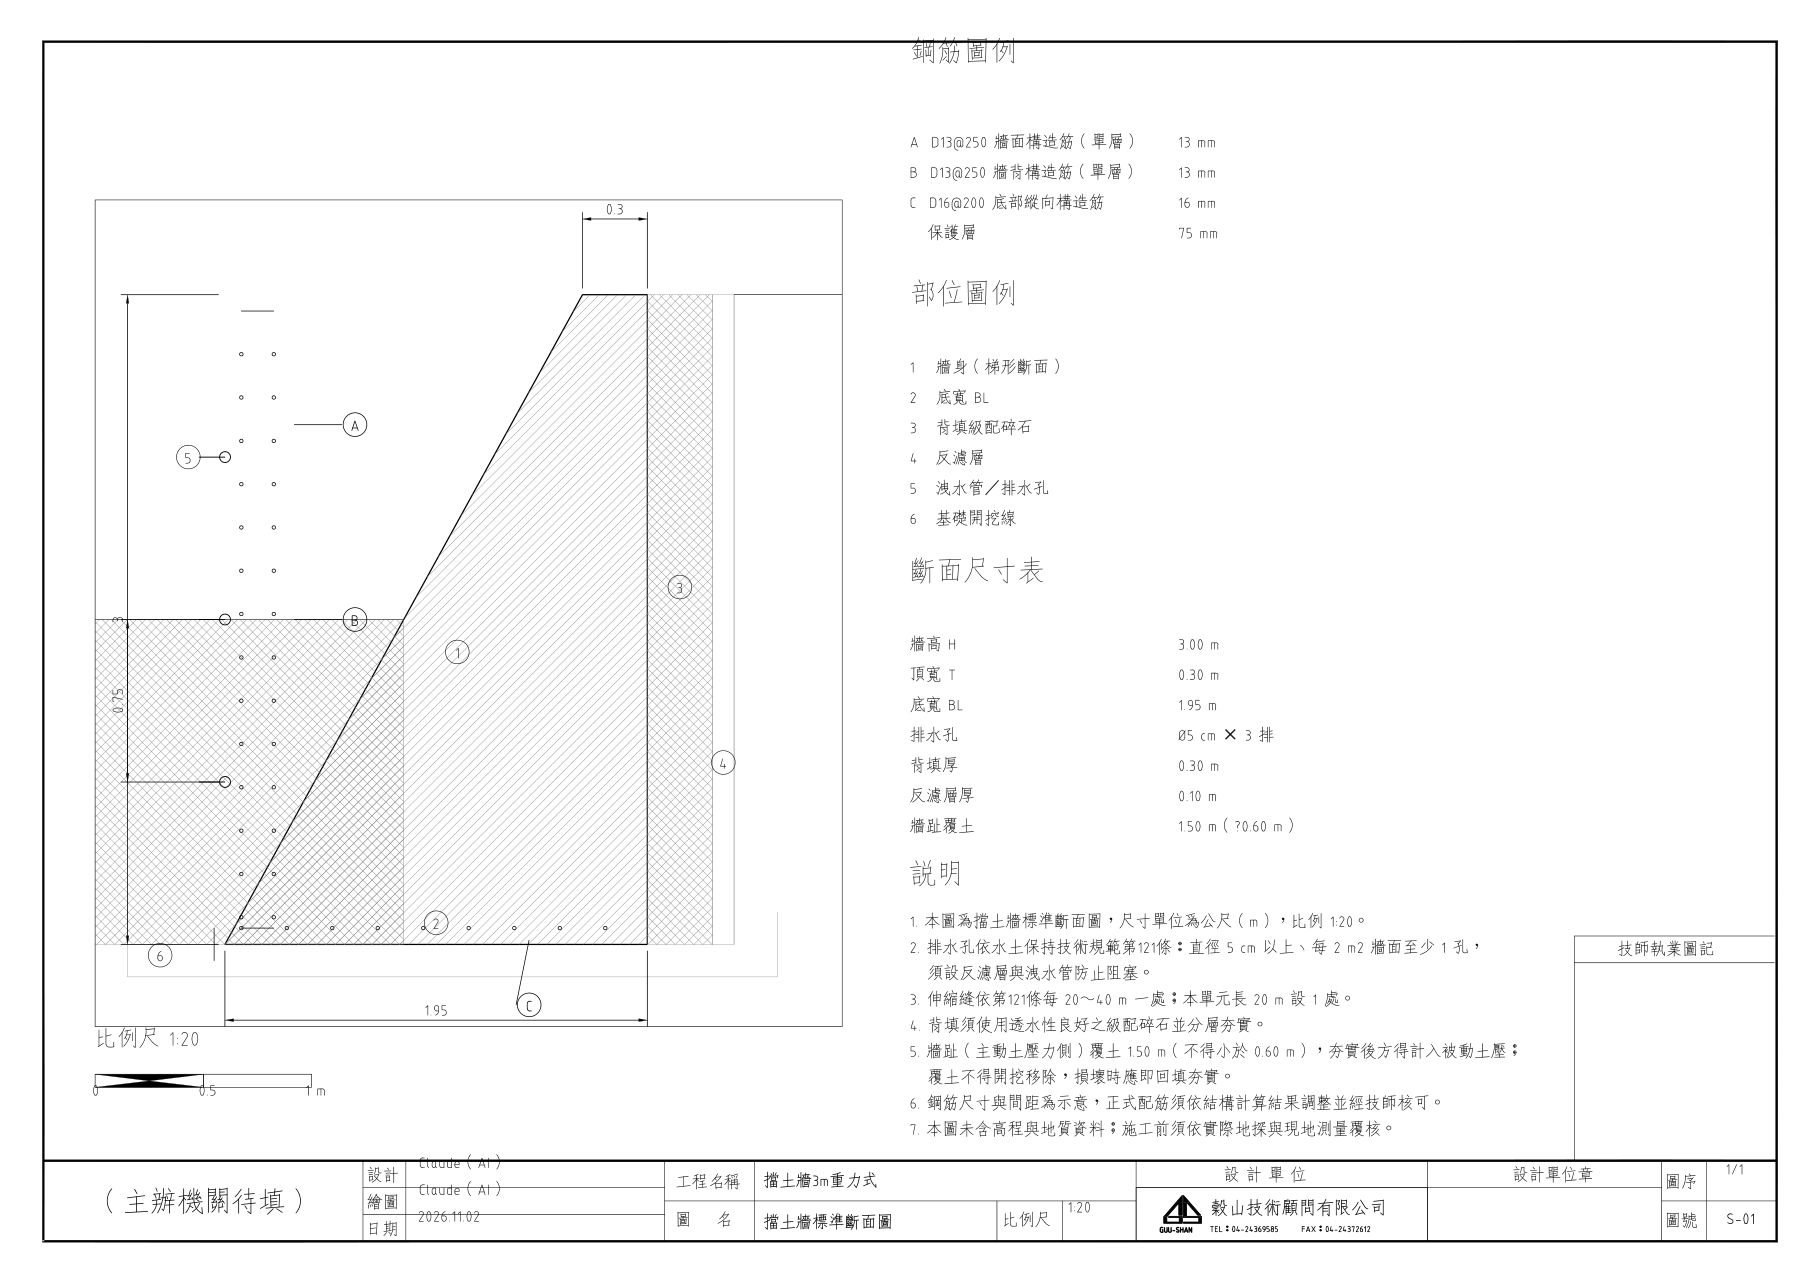 鋼筋圖例
A D13@250 牆面構造筋（單層） 13 mm
B D13@250 牆背構造筋（單層） 13 mm
C D16@200 底部縱向構造筋 16 mm
保護層 75 mm
部位圖例
1 牆身（梯形斷面）
2 底寬 BL
3 背填級配碎石
4 反濾層
5 洩水管／排水孔
6 基礎開挖線
斷面尺寸表
牆高 H 3.00 m
頂寬 T 0.30 m
底寬 BL 1.95 m
排水孔 Ø5 cm × 3 排
背填厚 0.30 m
反濾層厚 0.10 m
牆趾覆土 1.50 m（?0.60 m）
說明
1. 本圖為擋土牆標準斷面圖，尺寸單位為公尺（m），比例 1:20。
2. 排水孔依水土保持技術規範第121條：直徑 5 cm 以上、每 2 m2 牆面至少 1 孔，
須設反濾層與洩水管防止阻塞。
3. 伸縮縫依第121條每 20～40 m 一處；本單元長 20 m 設 1 處。
4. 背填須使用透水性良好之級配碎石並分層夯實。
5. 牆趾（主動土壓力側）覆土 1.50 m（不得小於 0.60 m），夯實後方得計入被動土壓；
覆土不得開挖移除，損壞時應即回填夯實。
6. 鋼筋尺寸與間距為示意，正式配筋須依結構計算結果調整並經技師核可。
7. 本圖未含高程與地質資料；施工前須依實際地探與現地測量覆核。
0.3
A
5
3
3
B
1
0.75
4
2
6
C
1.95
比例尺 1:20
0 0.5 1 m
技師執業圖記
（主辦機關待填）
設計 Claude（AI）
繪圖 Claude（AI）
日期 2026.11.02
工程名稱 擋土牆3m重力式
圖 名 擋土牆標準斷面圖
比例尺 1:20
設計單位
GUU-SHAN
穀山技術顧問有限公司
TEL：04-24369585 FAX：04-24372612
設計單位章
圖序 1/1
圖號 S-01